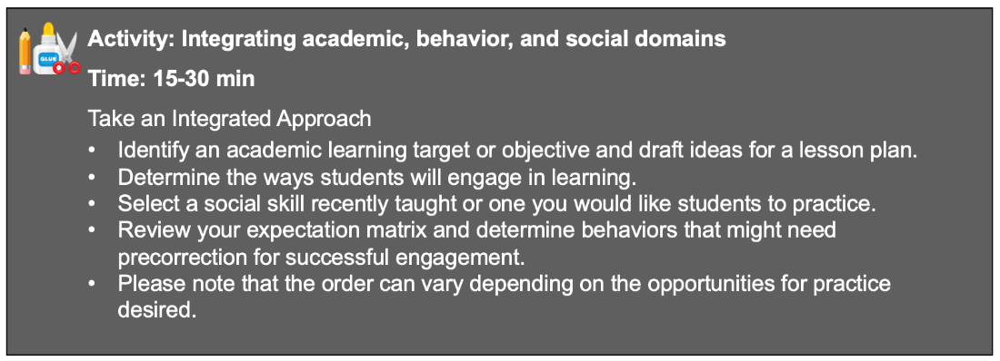 GLUE
Activity: Integrating academic, behavior, and social domains
Time: 15-30 min
Take an Integrated Approach
• Identify an academic learning target or objective and draft ideas for a lesson plan.
• Determine the ways students will engage in learning.
• Select a social skill recently taught or one you would like students to practice.
• Review your expectation matrix and determine behaviors that might need
precorrection for successful engagement.
• Please note that the order can vary depending on the opportunities for practice
desired.